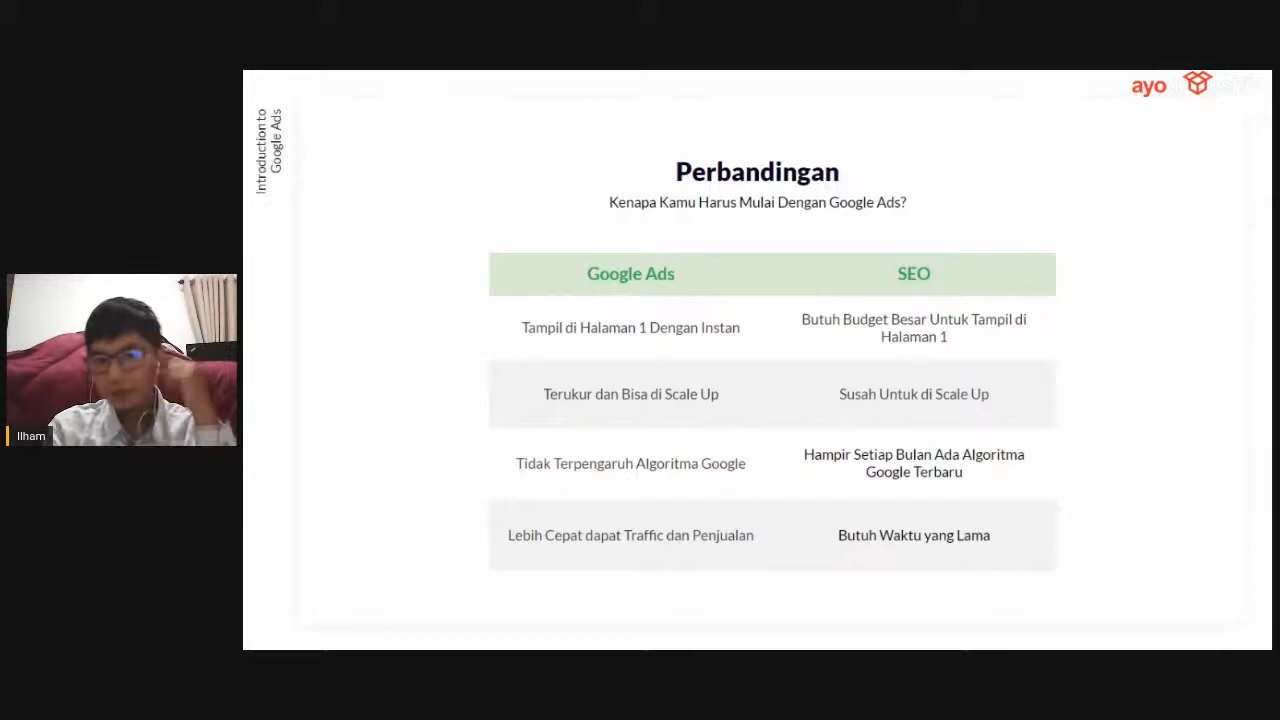 ayo
Introduction to
Google Ads
Perbandingan
Kenapa Kamu Harus Mulai Dengan Google Ads?
Google Ads
SEO
Tampil di Halaman 1 Dengan Instan
Butuh Budget Besar Untuk Tampil di
Halaman 1
Terukur dan Bisa di Scale Up
Susah Untuk di Scale Up
Tidak Terpengaruh Algoritma Google
Hampir Setiap Bulan Ada Algoritma
Google Terbaru
Lebih Cepat dapat Traffic dan Penjualan
Butuh Waktu yang Lama
Ilham